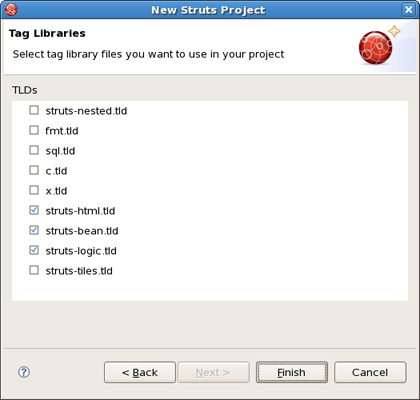 New Struts Project
Tag Libraries
Select tag library files you want to use in your project
TLDs
struts-nested.tld
fmt.tld
sql.tld
c.tld
x.tld
struts-html.tld
struts-bean.tld
struts-logic.tld
struts-tiles.tld
? < Back Next > Finish Cancel